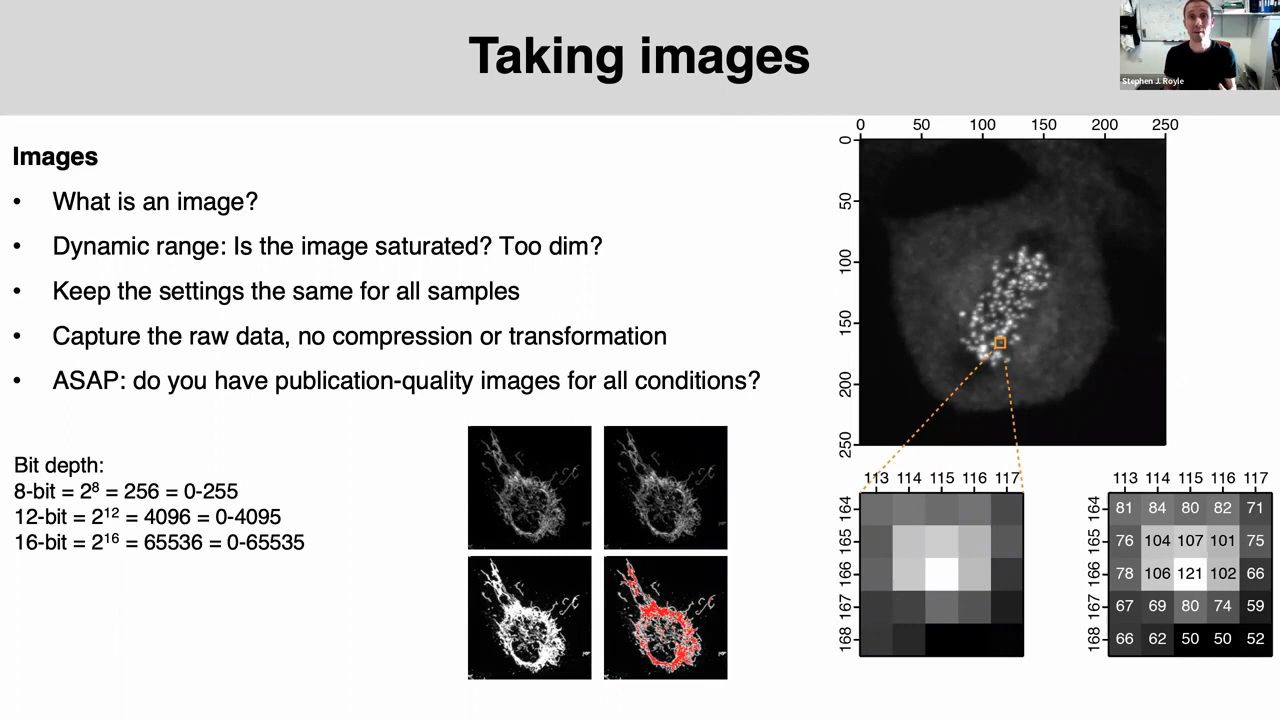 Taking images
Stephen J. Royle
Images
• What is an image?
• Dynamic range: Is the image saturated? Too dim?
• Keep the settings the same for all samples
• Capture the raw data, no compression or transformation
• ASAP: do you have publication-quality images for all conditions?
Bit depth:
8-bit = 2⁸ = 256 = 0-255
12-bit = 2¹² = 4096 = 0-4095
16-bit = 2¹⁶ = 65536 = 0-65535
0 50 100 150 200 250
0
50
100
150
200
250
113 114 115 116 117
164
165
166
167
168
113 114 115 116 117
164 81 84 80 82 71
165 76 104 107 101 75
166 78 106 121 102 66
167 67 69 80 74 59
168 66 62 50 50 52